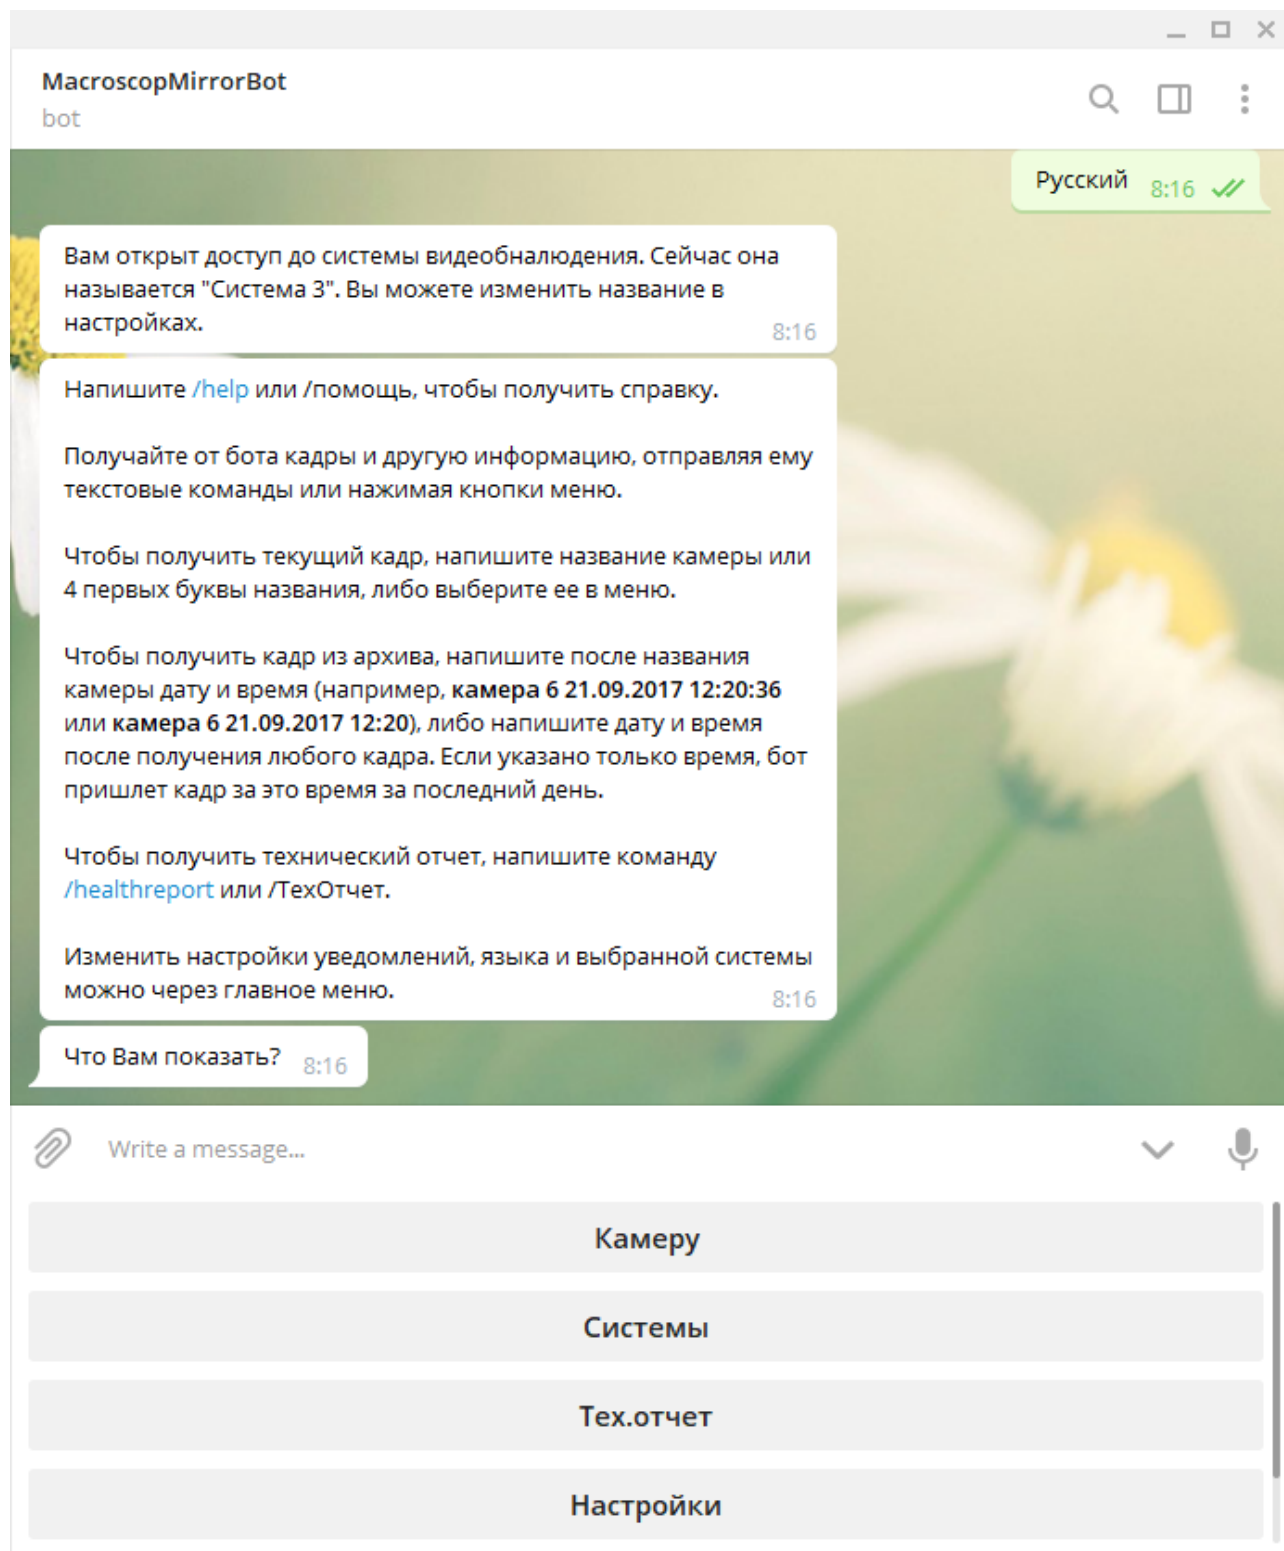 MacroscopMirrorBot
bot
Русский 8:16
Вам открыт доступ до системы видеобналюдения. Сейчас она
называется "Система 3". Вы можете изменить название в
настройках.
8:16
Напишите /help или /помощь, чтобы получить справку.
Получайте от бота кадры и другую информацию, отправляя ему
текстовые команды или нажимая кнопки меню.
Чтобы получить текущий кадр, напишите название камеры или
4 первых буквы названия, либо выберите ее в меню.
Чтобы получить кадр из архива, напишите после названия
камеры дату и время (например, камера 6 21.09.2017 12:20:36
или камера 6 21.09.2017 12:20), либо напишите дату и время
после получения любого кадра. Если указано только время, бот
пришлет кадр за это время за последний день.
Чтобы получить технический отчет, напишите команду
/healthreport или /ТехОтчет.
Изменить настройки уведомлений, языка и выбранной системы
можно через главное меню.
8:16
Что Вам показать? 8:16
Write a message...
Камеру
Системы
Тех.отчет
Настройки